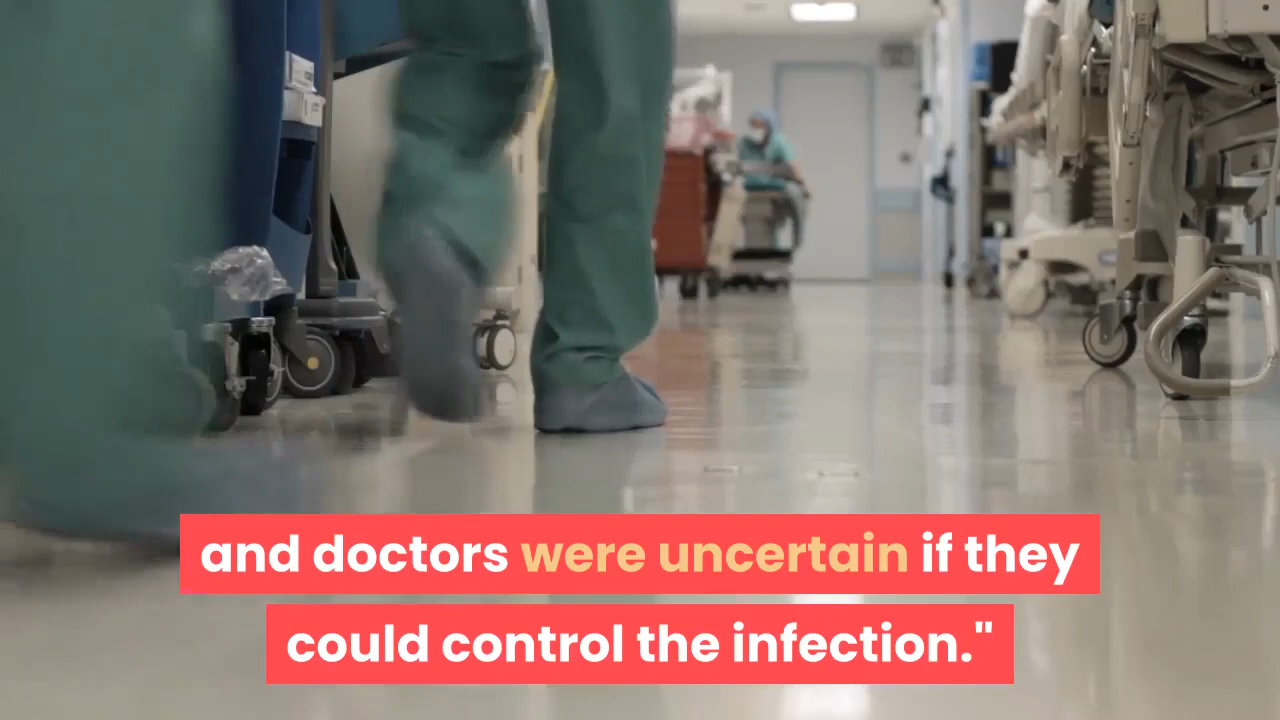 and doctors were uncertain if they
could control the infection."